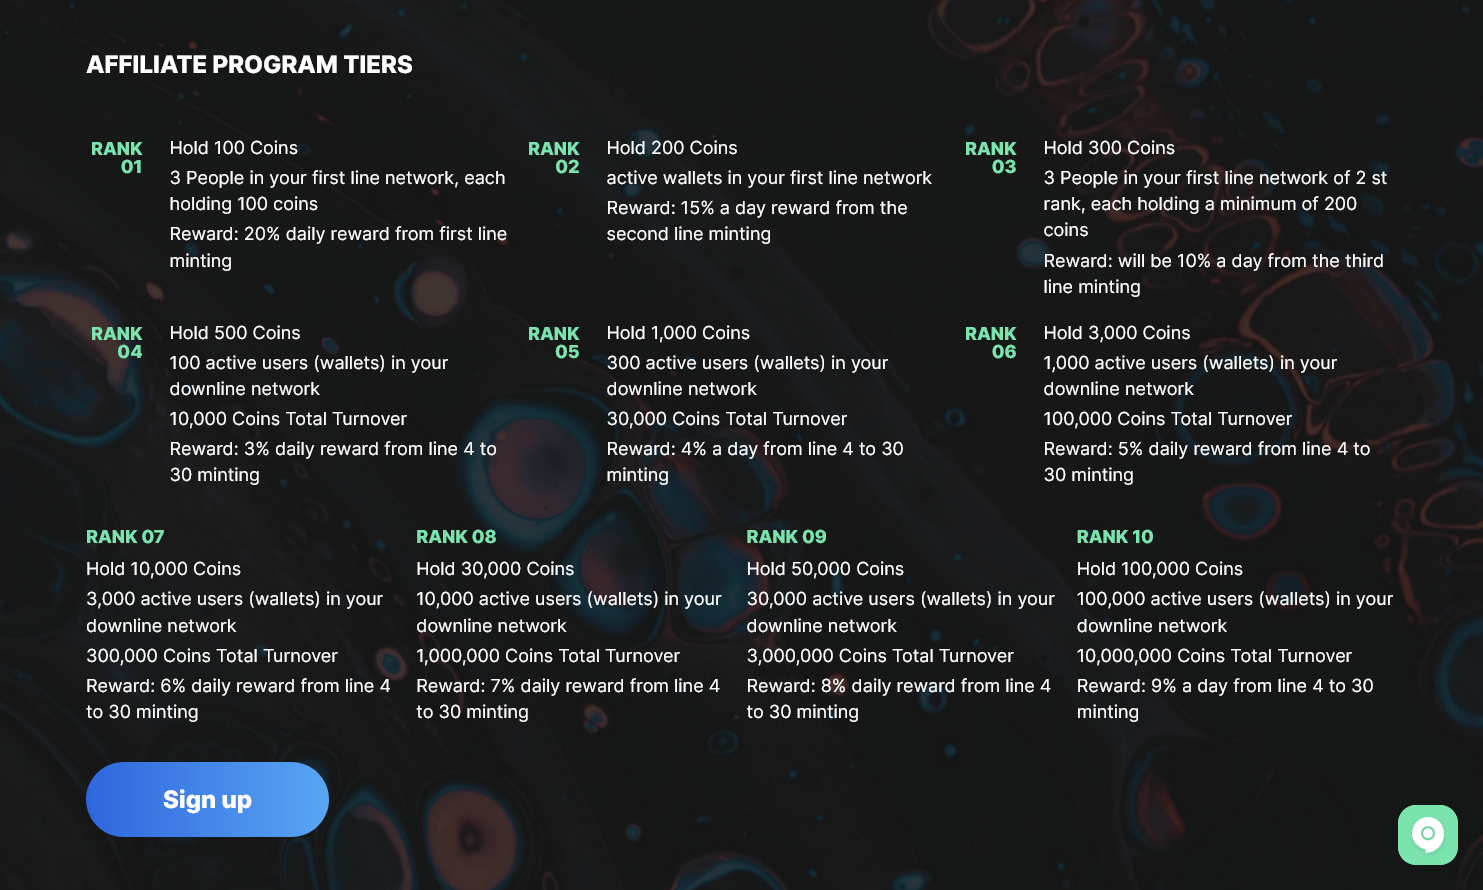 AFFILIATE PROGRAM TIERS
RANK
01
Hold 100 Coins
3 People in your first line network, each
holding 100 coins
Reward: 20% daily reward from first line
minting
RANK
02
Hold 200 Coins
active wallets in your first line network
Reward: 15% a day reward from the
second line minting
RANK
03
Hold 300 Coins
3 People in your first line network of 2 st
rank, each holding a minimum of 200
coins
Reward: will be 10% a day from the third
line minting
RANK
04
Hold 500 Coins
100 active users (wallets) in your
downline network
10,000 Coins Total Turnover
Reward: 3% daily reward from line 4 to
30 minting
RANK
05
Hold 1,000 Coins
300 active users (wallets) in your
downline network
30,000 Coins Total Turnover
Reward: 4% a day from line 4 to 30
minting
RANK
06
Hold 3,000 Coins
1,000 active users (wallets) in your
downline network
100,000 Coins Total Turnover
Reward: 5% daily reward from line 4 to
30 minting
RANK 07
Hold 10,000 Coins
3,000 active users (wallets) in your
downline network
300,000 Coins Total Turnover
Reward: 6% daily reward from line 4
to 30 minting
RANK 08
Hold 30,000 Coins
10,000 active users (wallets) in your
downline network
1,000,000 Coins Total Turnover
Reward: 7% daily reward from line 4
to 30 minting
RANK 09
Hold 50,000 Coins
30,000 active users (wallets) in your
downline network
3,000,000 Coins Total Turnover
Reward: 8% daily reward from line 4
to 30 minting
RANK 10
Hold 100,000 Coins
100,000 active users (wallets) in your
downline network
10,000,000 Coins Total Turnover
Reward: 9% a day from line 4 to 30
minting
Sign up